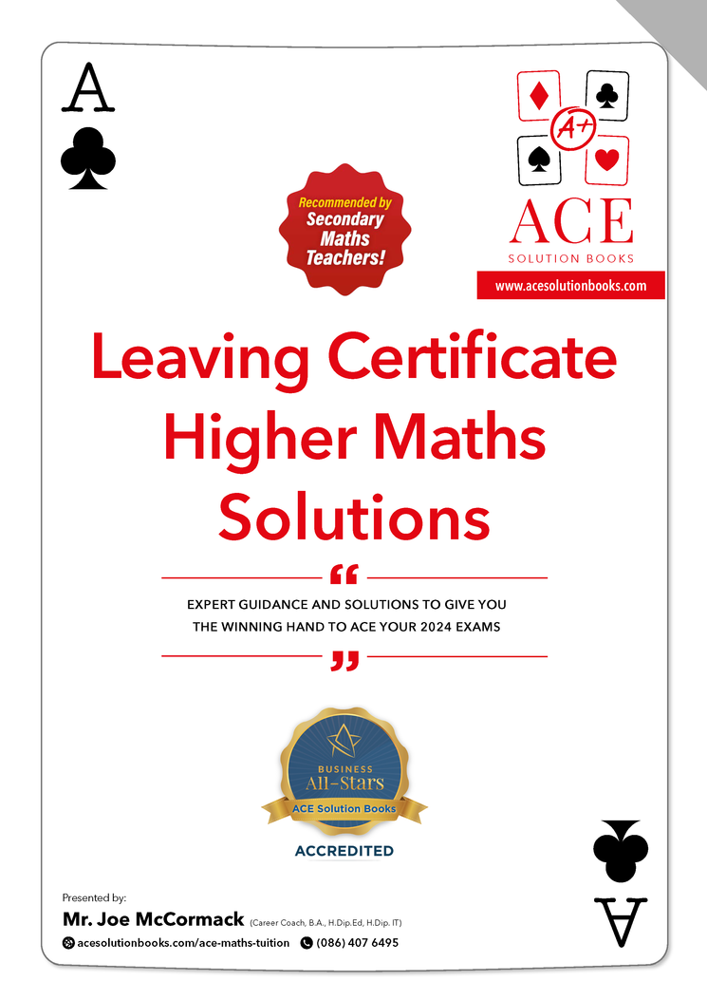 A
A+
ACE
SOLUTION BOOKS
www.acesolutionbooks.com
Recommended by
Secondary
Maths
Teachers!
Leaving Certificate
Higher Maths
Solutions
“
EXPERT GUIDANCE AND SOLUTIONS TO GIVE YOU
THE WINNING HAND TO ACE YOUR 2024 EXAMS
”
BUSINESS
All-Stars
ACE Solution Books
ACCREDITED
Presented by:
Mr. Joe McCormack (Career Coach, B.A., H.Dip.Ed, H.Dip. IT)
acesolutionbooks.com/ace-maths-tuition (086) 407 6495
A